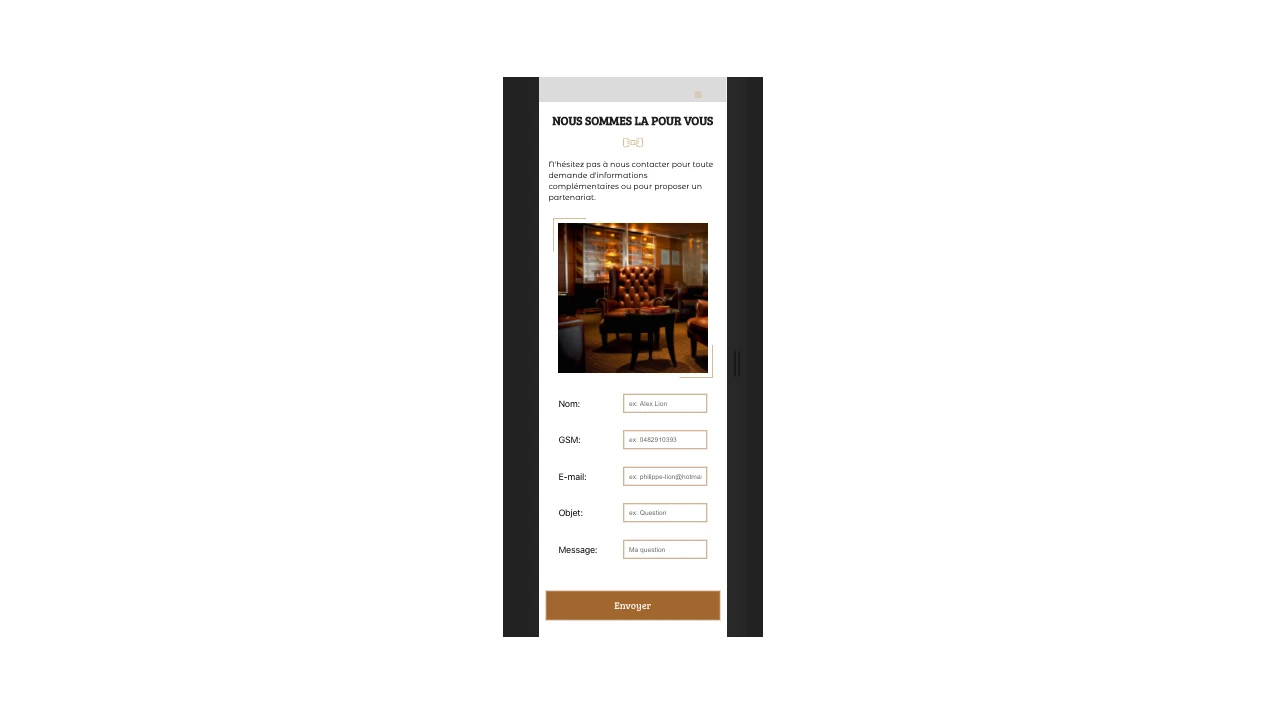 NOUS SOMMES LA POUR VOUS
N'hésitez pas à nous contacter pour toute
demande d'informations
complémentaires ou pour proposer un
partenariat.
Nom:
ex: Alex Lion
GSM:
ex: 0482910393
E-mail:
ex: philippe-lion@hotmai
Objet:
ex: Question
Message:
Ma question
Envoyer